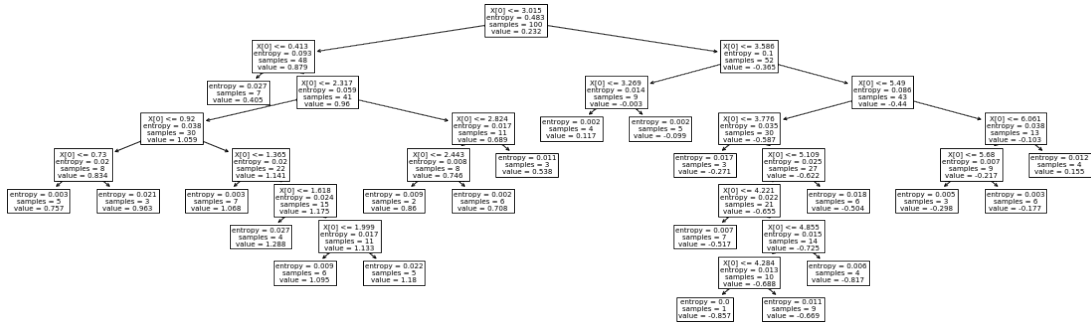 X[0] <= 3.015
entropy = 0.483
samples = 100
value = 0.232
X[0] <= 0.413
entropy = 0.093
samples = 48
value = 0.879
X[0] <= 3.586
entropy = 0.1
samples = 52
value = -0.365
entropy = 0.027
samples = 7
value = 0.405
X[0] <= 2.317
entropy = 0.059
samples = 41
value = 0.96
X[0] <= 3.269
entropy = 0.014
samples = 9
value = -0.003
X[0] <= 5.49
entropy = 0.086
samples = 43
value = -0.44
X[0] <= 0.92
entropy = 0.038
samples = 30
value = 1.059
X[0] <= 2.824
entropy = 0.017
samples = 11
value = 0.689
entropy = 0.002
samples = 4
value = 0.117
entropy = 0.002
samples = 5
value = -0.099
X[0] <= 3.776
entropy = 0.035
samples = 30
value = -0.587
X[0] <= 6.061
entropy = 0.038
samples = 13
value = -0.103
X[0] <= 0.73
entropy = 0.02
samples = 8
value = 0.834
X[0] <= 1.365
entropy = 0.02
samples = 22
value = 1.141
X[0] <= 2.443
entropy = 0.008
samples = 8
value = 0.746
entropy = 0.011
samples = 3
value = 0.538
entropy = 0.017
samples = 3
value = -0.271
X[0] <= 5.109
entropy = 0.025
samples = 27
value = -0.622
X[0] <= 5.68
entropy = 0.007
samples = 9
value = -0.217
entropy = 0.012
samples = 4
value = 0.155
entropy = 0.003
samples = 5
value = 0.757
entropy = 0.021
samples = 3
value = 0.963
entropy = 0.003
samples = 7
value = 1.068
X[0] <= 1.618
entropy = 0.024
samples = 15
value = 1.175
entropy = 0.009
samples = 2
value = 0.86
entropy = 0.002
samples = 6
value = 0.708
X[0] <= 4.221
entropy = 0.022
samples = 21
value = -0.655
entropy = 0.018
samples = 6
value = -0.504
entropy = 0.005
samples = 3
value = -0.298
entropy = 0.003
samples = 6
value = -0.177
entropy = 0.027
samples = 4
value = 1.288
X[0] <= 1.999
entropy = 0.017
samples = 11
value = 1.133
entropy = 0.007
samples = 7
value = -0.517
X[0] <= 4.855
entropy = 0.015
samples = 14
value = -0.725
entropy = 0.009
samples = 6
value = 1.095
entropy = 0.022
samples = 5
value = 1.18
X[0] <= 4.284
entropy = 0.013
samples = 10
value = -0.688
entropy = 0.006
samples = 4
value = -0.817
entropy = 0.0
samples = 1
value = -0.857
entropy = 0.011
samples = 9
value = -0.669